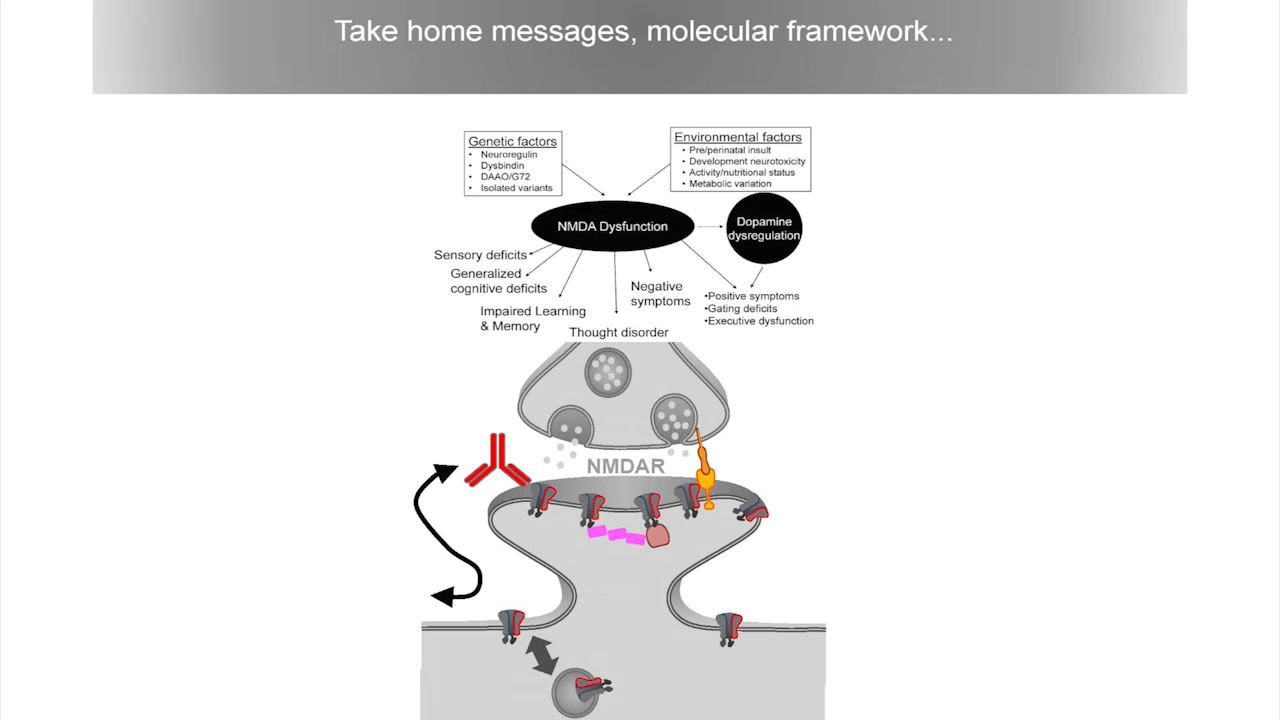 Take home messages, molecular framework...
Genetic factors
• Neuroregulin
• Dysbindin
• DAAO/G72
• Isolated variants
Environmental factors
• Pre/perinatal insult
• Development neurotoxicity
• Activity/nutritional status
• Metabolic variation
NMDA Dysfunction
Dopamine
dysregulation
Sensory deficits
Generalized
cognitive deficits
Impaired Learning
& Memory
Thought disorder
Negative
symptoms
•Positive symptoms
•Gating deficits
•Executive dysfunction
NMDAR